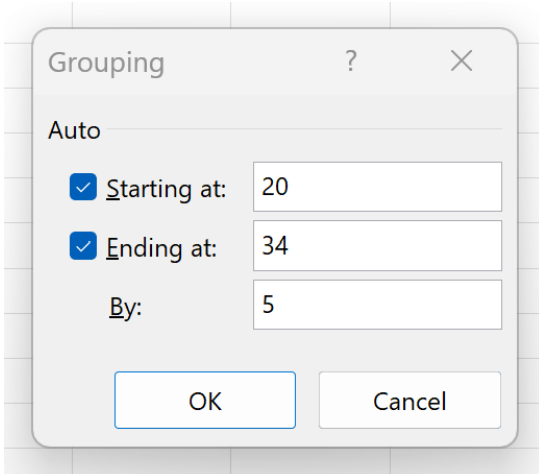 Grouping ?
Auto
Starting at: 20
Ending at: 34
By: 5
OK Cancel